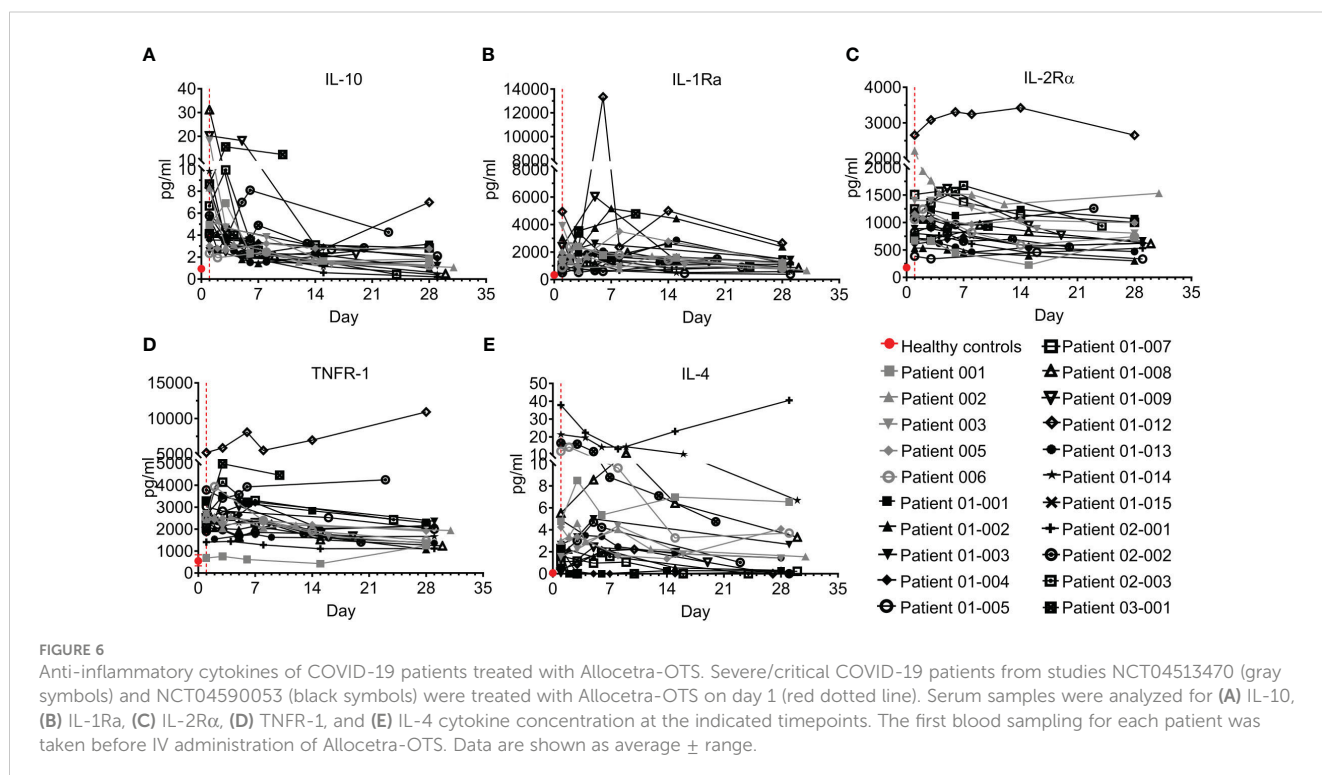 A
IL-10
40
30
20
10
10
8
6
4
2
0
pg/ml
0 7 14 21 28 35
Day
B
IL-1Ra
14000
12000
10000
8000
6000
6000
4000
2000
0
pg/ml
0 7 14 21 28 35
Day
C
IL-2Rα
4000
3000
2000
2000
1500
1000
500
0
pg/ml
0 7 14 21 28 35
Day
D
TNFR-1
15000
10000
5000
5000
4000
3000
2000
1000
0
pg/ml
0 7 14 21 28 35
Day
E
IL-4
50
40
30
20
10
10
8
6
4
2
0
pg/ml
0 7 14 21 28 35
Day
Healthy controls
Patient 001
Patient 002
Patient 003
Patient 005
Patient 006
Patient 01-001
Patient 01-002
Patient 01-003
Patient 01-004
Patient 01-005
Patient 01-007
Patient 01-008
Patient 01-009
Patient 01-012
Patient 01-013
Patient 01-014
Patient 01-015
Patient 02-001
Patient 02-002
Patient 02-003
Patient 03-001
FIGURE 6
Anti-inflammatory cytokines of COVID-19 patients treated with Allocetra-OTS. Severe/critical COVID-19 patients from studies NCT04513470 (gray
symbols) and NCT04590053 (black symbols) were treated with Allocetra-OTS on day 1 (red dotted line). Serum samples were analyzed for (A) IL-10,
(B) IL-1Ra, (C) IL-2Rα, (D) TNFR-1, and (E) IL-4 cytokine concentration at the indicated timepoints. The first blood sampling for each patient was
taken before IV administration of Allocetra-OTS. Data are shown as average ± range.